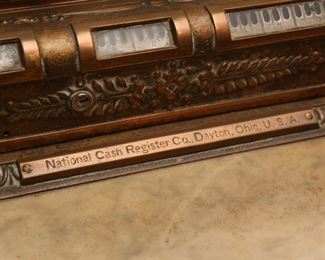 National Cash Register Co. Dayton, Ohio, U.S.A.